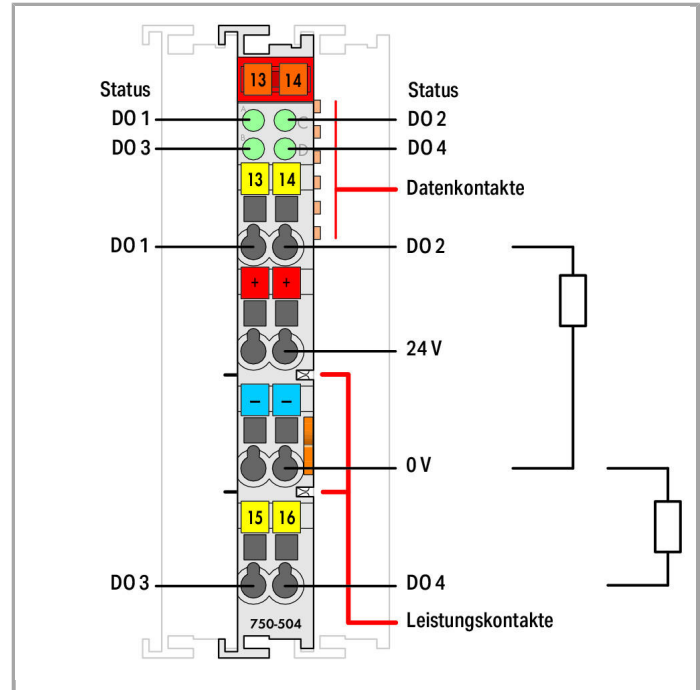 13 14
Status
Status
A
C
DO 1
DO 2
B
D
DO 3
DO 4
13 14
Datenkontakte
DO 1
DO 2
+ +
24 V
– –
0 V
15 16
DO 3
DO 4
750-504
Leistungskontakte